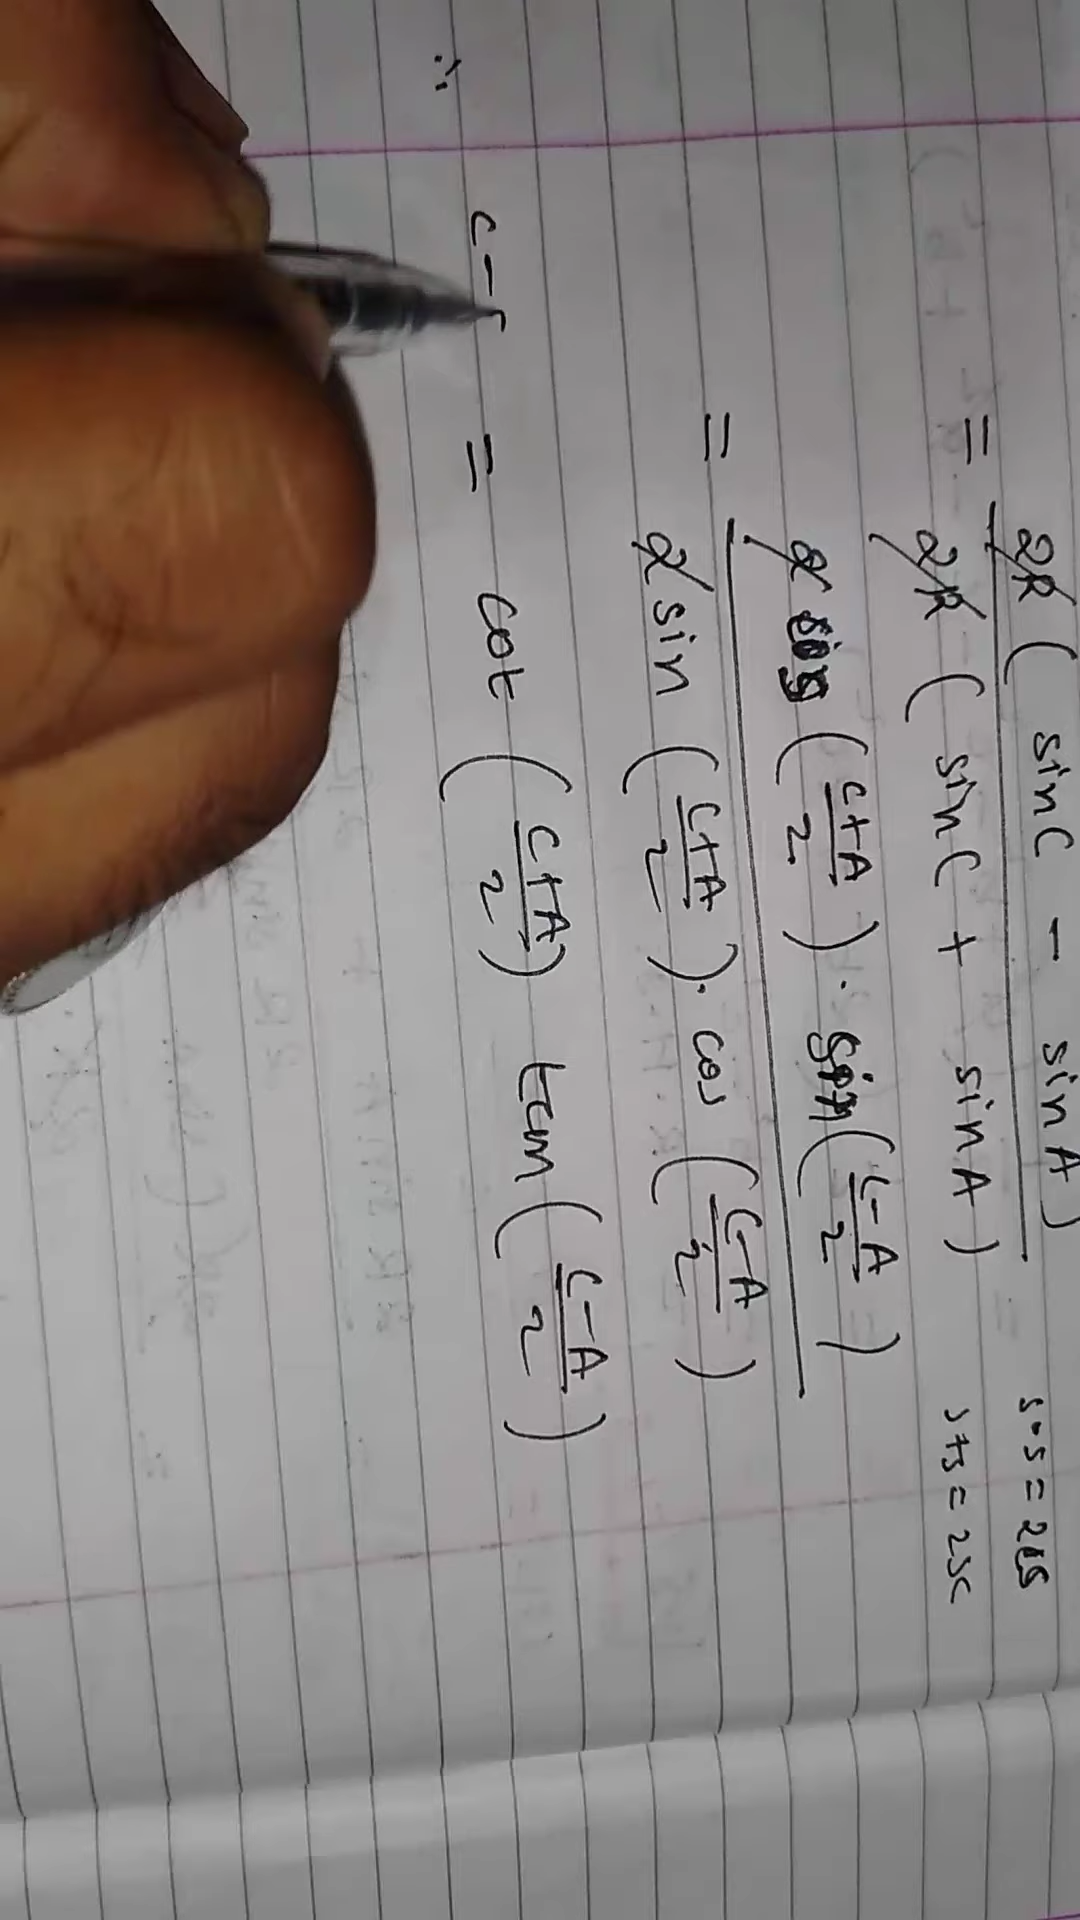 = 2R ( sinC - sinA )
2R ( sinC + sinA )
s-s = 2cs
s+s = 2sc
= 2 cos ( C+A / 2 ) . sin ( C-A / 2 )
2 sin ( C+A / 2 ) . cos ( C-A / 2 )
= cot ( C+A / 2 ) tan ( C-A / 2 )
∴ c -